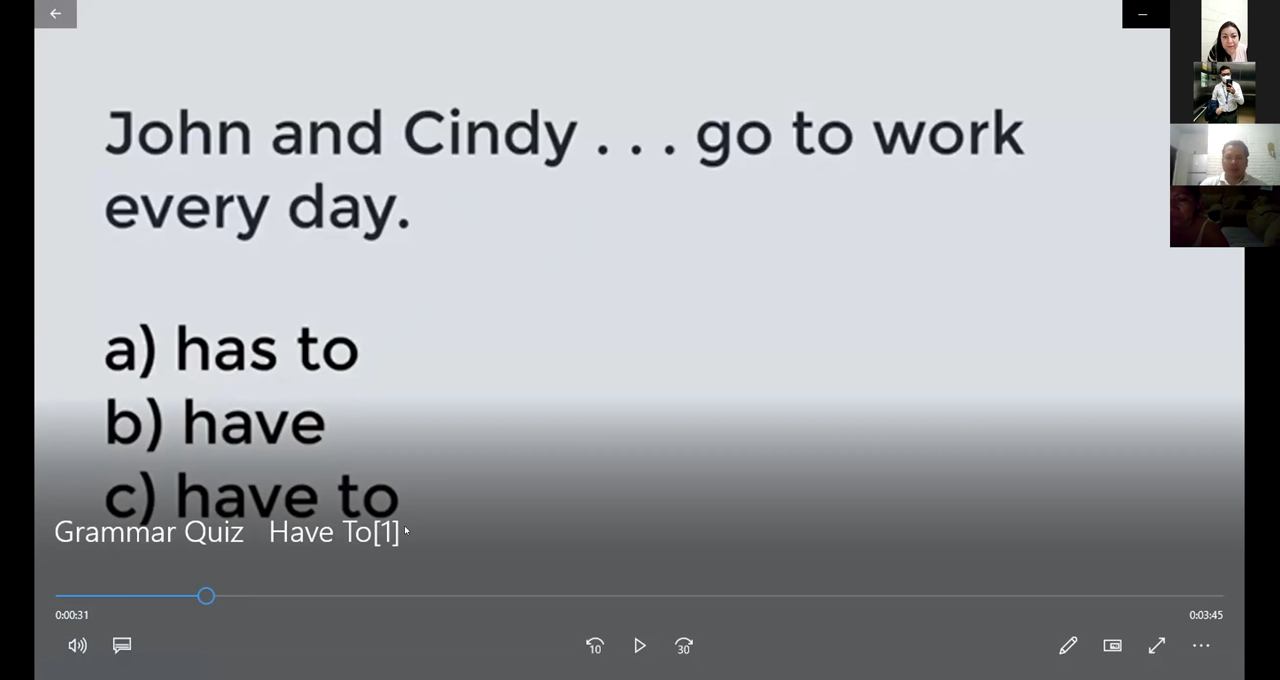 John and Cindy . . . go to work
every day.
a) has to
b) have
c) have to
Grammar Quiz Have To[1]
0:00:31
0:03:45
10
30